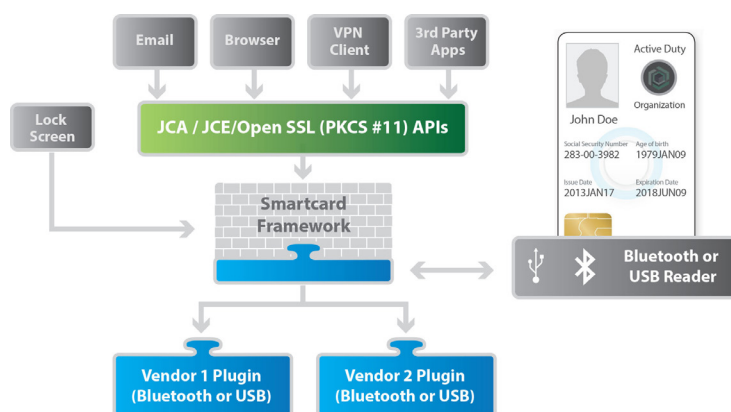 Email
Browser
VPN
Client
3rd Party
Apps
Lock
Screen
JCA / JCE/Open SSL (PKCS #11) APIs
Smartcard
Framework
Vendor 1 Plugin
(Bluetooth or USB)
Vendor 2 Plugin
(Bluetooth or USB)
Active Duty
Organization
John Doe
Social Security Number
283-00-3982
Age of birth
1979JAN09
Issue Date
2013JAN17
Expiration Date
2018JUN09
Bluetooth or
USB Reader